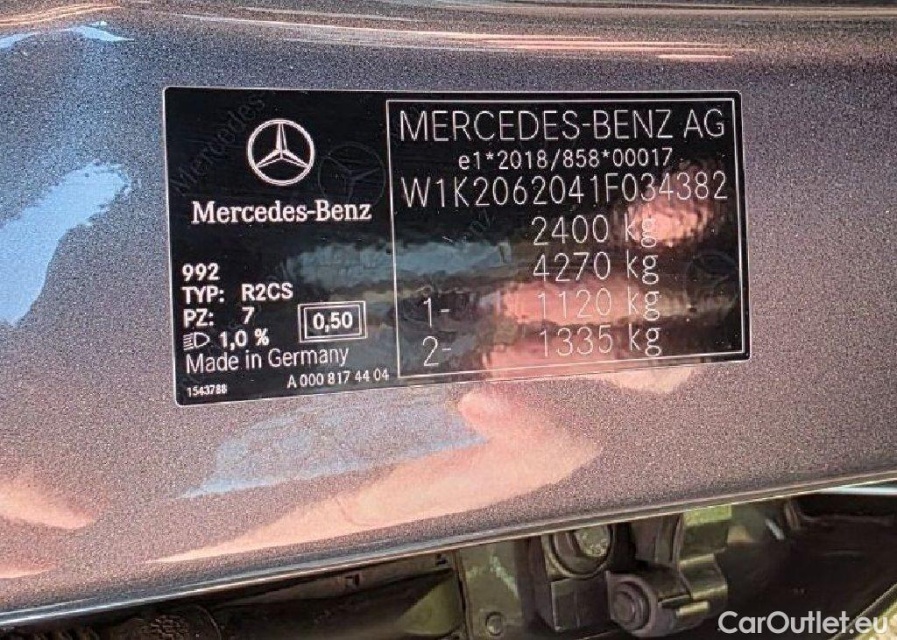 Mercedes-Benz
992
TYP: R2CS
PZ: 7
0,50
1,0 %
Made in Germany
1543788
A 000 817 44 04
MERCEDES-BENZ AG
e1*2018/858*00017
W1K2062041F034382
2400 kg
4270 kg
1- 1120 kg
2- 1335 kg
CarOutlet.eu